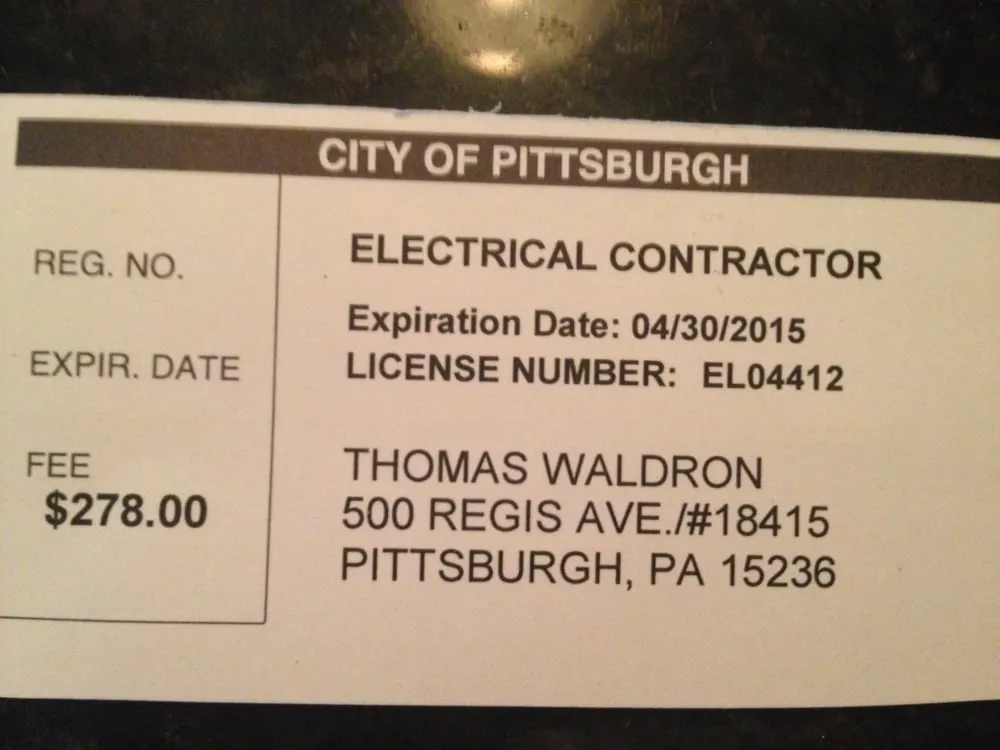 CITY OF PITTSBURGH
REG. NO.
EXPIR. DATE
FEE
$278.00
ELECTRICAL CONTRACTOR
Expiration Date: 04/30/2015
LICENSE NUMBER: EL04412
THOMAS WALDRON
500 REGIS AVE./#18415
PITTSBURGH, PA 15236